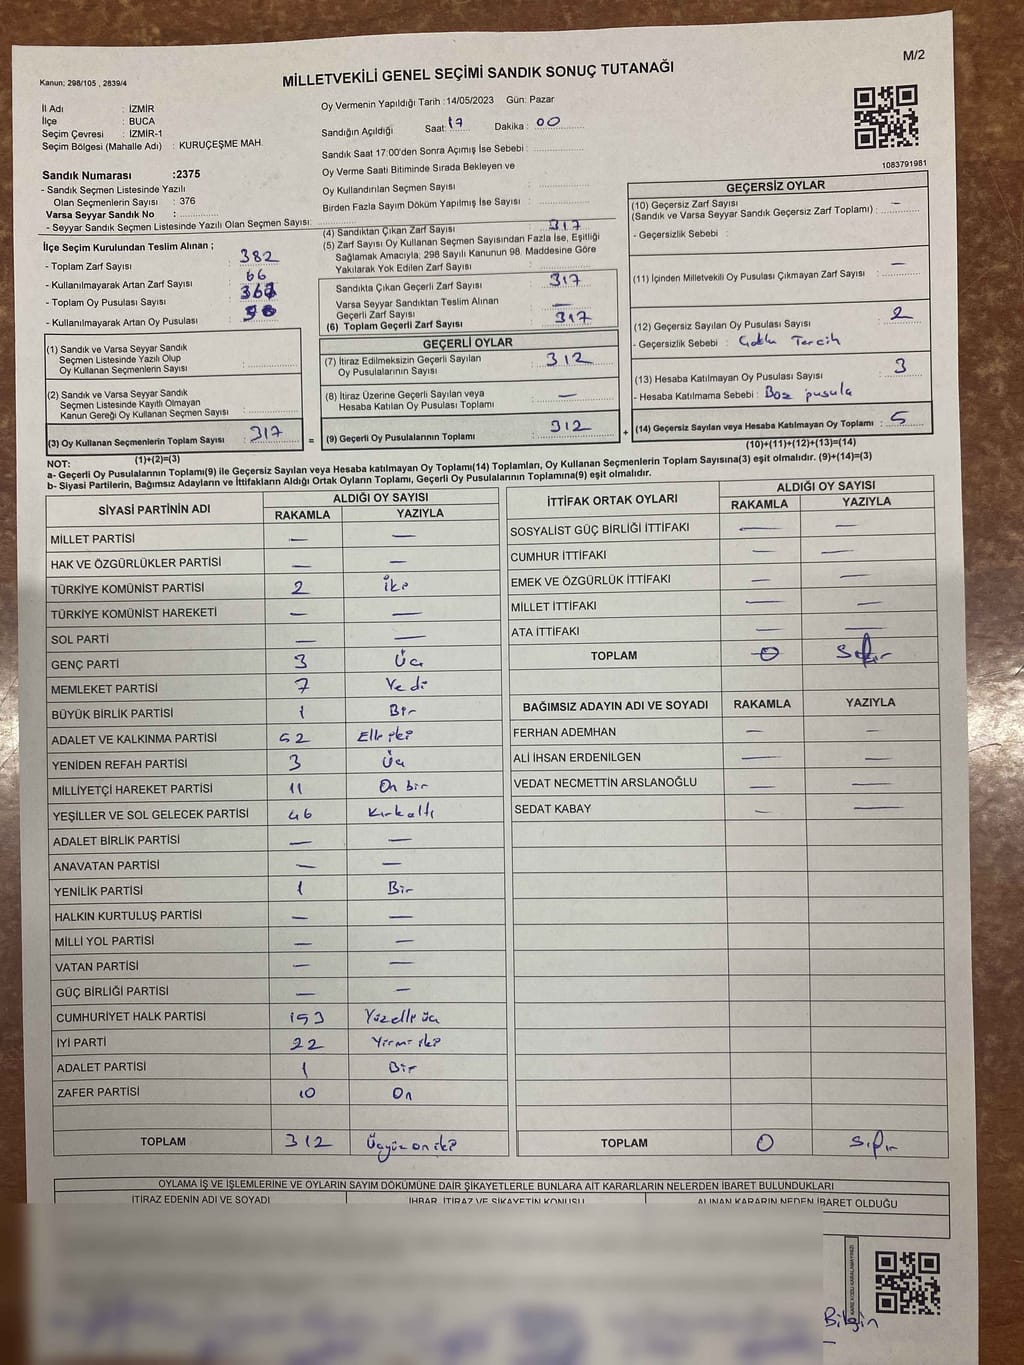 M/2
Kanun: 298/105 , 2839/4
MİLLETVEKİLİ GENEL SEÇİMİ SANDIK SONUÇ TUTANAĞI
İl Adı : İZMİR
İlçe : BUCA
Seçim Çevresi : İZMİR-1
Seçim Bölgesi (Mahalle Adı) : KURUÇEŞME MAH.
Oy Vermenin Yapıldığı Tarih :14/05/2023 Gün: Pazar
Sandığın Açıldığı Saat: 17 Dakika : 00
Sandık Saat 17:00'den Sonra Açımış İse Sebebi :
Oy Verme Saati Bitiminde Sırada Bekleyen ve
Oy Kullandırılan Seçmen Sayısı
Birden Fazla Sayım Döküm Yapılmış İse Sayısı :
1083791981
Sandık Numarası :2375
- Sandık Seçmen Listesinde Yazılı
Olan Seçmenlerin Sayısı : 376
Varsa Seyyar Sandık No :
- Seyyar Sandık Seçmen Listesinde Yazılı Olan Seçmen Sayısı:
İlçe Seçim Kurulundan Teslim Alınan ;
- Toplam Zarf Sayısı : 382
- Kullanılmayarak Artan Zarf Sayısı : 66
- Toplam Oy Pusulası Sayısı :
- Kullanılmayarak Artan Oy Pusulası :
(1) Sandık ve Varsa Seyyar Sandık
Seçmen Listesinde Yazılı Olup
Oy Kullanan Seçmenlerin Sayısı :
(2) Sandık ve Varsa Seyyar Sandık
Seçmen Listesinde Kayıtlı Olmayan
Kanun Gereği Oy Kullanan Seçmen Sayısı :
(3) Oy Kullanan Seçmenlerin Toplam Sayısı : 317
(1)+(2)=(3)
(4) Sandıktan Çıkan Zarf Sayısı : 317
(5) Zarf Sayısı Oy Kullanan Seçmen Sayısından Fazla İse, Eşitliği
Sağlamak Amacıyla, 298 Sayılı Kanunun 98. Maddesine Göre
Yakılarak Yok Edilen Zarf Sayısı :
Sandıkta Çıkan Geçerli Zarf Sayısı : 317
Varsa Seyyar Sandıktan Teslim Alınan
Geçerli Zarf Sayısı : —
(6) Toplam Geçerli Zarf Sayısı : 317
GEÇERLİ OYLAR
(7) İtiraz Edilmeksizin Geçerli Sayılan
Oy Pusulalarının Sayısı : 312
(8) İtiraz Üzerine Geçerli Sayılan veya
Hesaba Katılan Oy Pusulası Toplamı : —
= (9) Geçerli Oy Pusulalarının Toplamı : 312
GEÇERSİZ OYLAR
(10) Geçersiz Zarf Sayısı
(Sandık ve Varsa Seyyar Sandık Geçersiz Zarf Toplamı) : —
- Geçersizlik Sebebi :
(11) İçinden Milletvekili Oy Pusulası Çıkmayan Zarf Sayısı : —
(12) Geçersiz Sayılan Oy Pusulası Sayısı : 2
- Geçersizlik Sebebi : Çoklu Tercih
(13) Hesaba Katılmayan Oy Pusulası Sayısı : 3
- Hesaba Katılmama Sebebi : Boş pusula
+ (14) Geçersiz Sayılan veya Hesaba Katılmayan Oy Toplamı : 5
(10)+(11)+(12)+(13)=(14)
NOT:
a- Geçerli Oy Pusulalarının Toplamı(9) ile Geçersiz Sayılan veya Hesaba katılmayan Oy Toplamı(14) Toplamları, Oy Kullanan Seçmenlerin Toplam Sayısına(3) eşit olmalıdır. (9)+(14)=(3)
b- Siyasi Partilerin, Bağımsız Adayların ve İttifakların Aldığı Ortak Oyların Toplamı, Geçerli Oy Pusulalarının Toplamına(9) eşit olmalıdır.
SİYASİ PARTİNİN ADI ALDIĞI OY SAYISI
RAKAMLA YAZIYLA
MİLLET PARTİSİ — —
HAK VE ÖZGÜRLÜKLER PARTİSİ — —
TÜRKİYE KOMÜNİST PARTİSİ 2 İki
TÜRKİYE KOMÜNİST HAREKETİ — —
SOL PARTİ — —
GENÇ PARTİ 3 Üç
MEMLEKET PARTİSİ 7 Yedi
BÜYÜK BİRLİK PARTİSİ 1 Bir
ADALET VE KALKINMA PARTİSİ 52 Elli iki
YENİDEN REFAH PARTİSİ 3 Üç
MİLLİYETÇİ HAREKET PARTİSİ 11 On bir
YEŞİLLER VE SOL GELECEK PARTİSİ 46 Kırkaltı
ADALET BİRLİK PARTİSİ — —
ANAVATAN PARTİSİ — —
YENİLİK PARTİSİ 1 Bir
HALKIN KURTULUŞ PARTİSİ — —
MİLLİ YOL PARTİSİ — —
VATAN PARTİSİ — —
GÜÇ BİRLİĞİ PARTİSİ — —
CUMHURİYET HALK PARTİSİ 153 Yüzelli üç
İYİ PARTİ 22 Yirmi iki
ADALET PARTİSİ 1 Bir
ZAFER PARTİSİ 10 On
TOPLAM 312 Üçyüz on iki
İTTİFAK ORTAK OYLARI ALDIĞI OY SAYISI
RAKAMLA YAZIYLA
SOSYALİST GÜÇ BİRLİĞİ İTTİFAKI — —
CUMHUR İTTİFAKI — —
EMEK VE ÖZGÜRLÜK İTTİFAKI — —
MİLLET İTTİFAKI — —
ATA İTTİFAKI — —
TOPLAM 0 Sıfır
BAĞIMSIZ ADAYIN ADI VE SOYADI RAKAMLA YAZIYLA
FERHAN ADEMHAN — —
ALİ İHSAN ERDENİLGEN — —
VEDAT NECMETTİN ARSLANOĞLU — —
SEDAT KABAY — —
TOPLAM 0 Sıfır
OYLAMA İŞ VE İŞLEMLERİNE VE OYLARIN SAYIM DÖKÜMÜNE DAİR ŞİKAYETLERLE BUNLARA AİT KARARLARIN NELERDEN İBARET BULUNDUKLARI
İTİRAZ EDENİN ADI VE SOYADI İHBAR, İTİRAZ VE ŞİKAYETİN KONUSU ALINAN KARARIN NEDEN İBARET OLDUĞU
KAREKODU KARALAMAYINIZ!
Bilgin